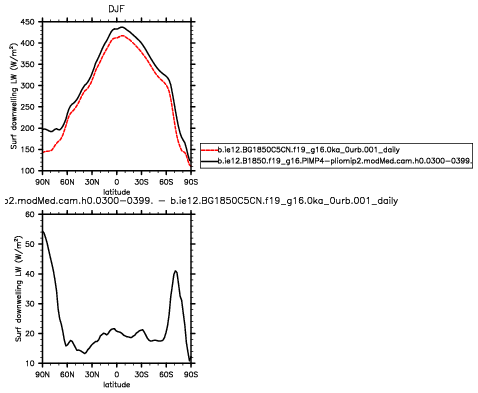 DJF
Surf downwelling LW (W/m²)
450
400
350
300
250
200
150
100
90N 60N 30N 0 30S 60S 90S
latitude
b.ie12.BG1850C5CN.f19_g16.0ka_0urb.001_daily
b.ie12.B1850.f19_g16.PIMP4-pliomip2.modMed.cam.h0.0300-0399.
p2.modMed.cam.h0.0300-0399. - b.ie12.BG1850C5CN.f19_g16.0ka_0urb.001_daily
Surf downwelling LW (W/m²)
60
50
40
30
20
10
90N 60N 30N 0 30S 60S 90S
latitude